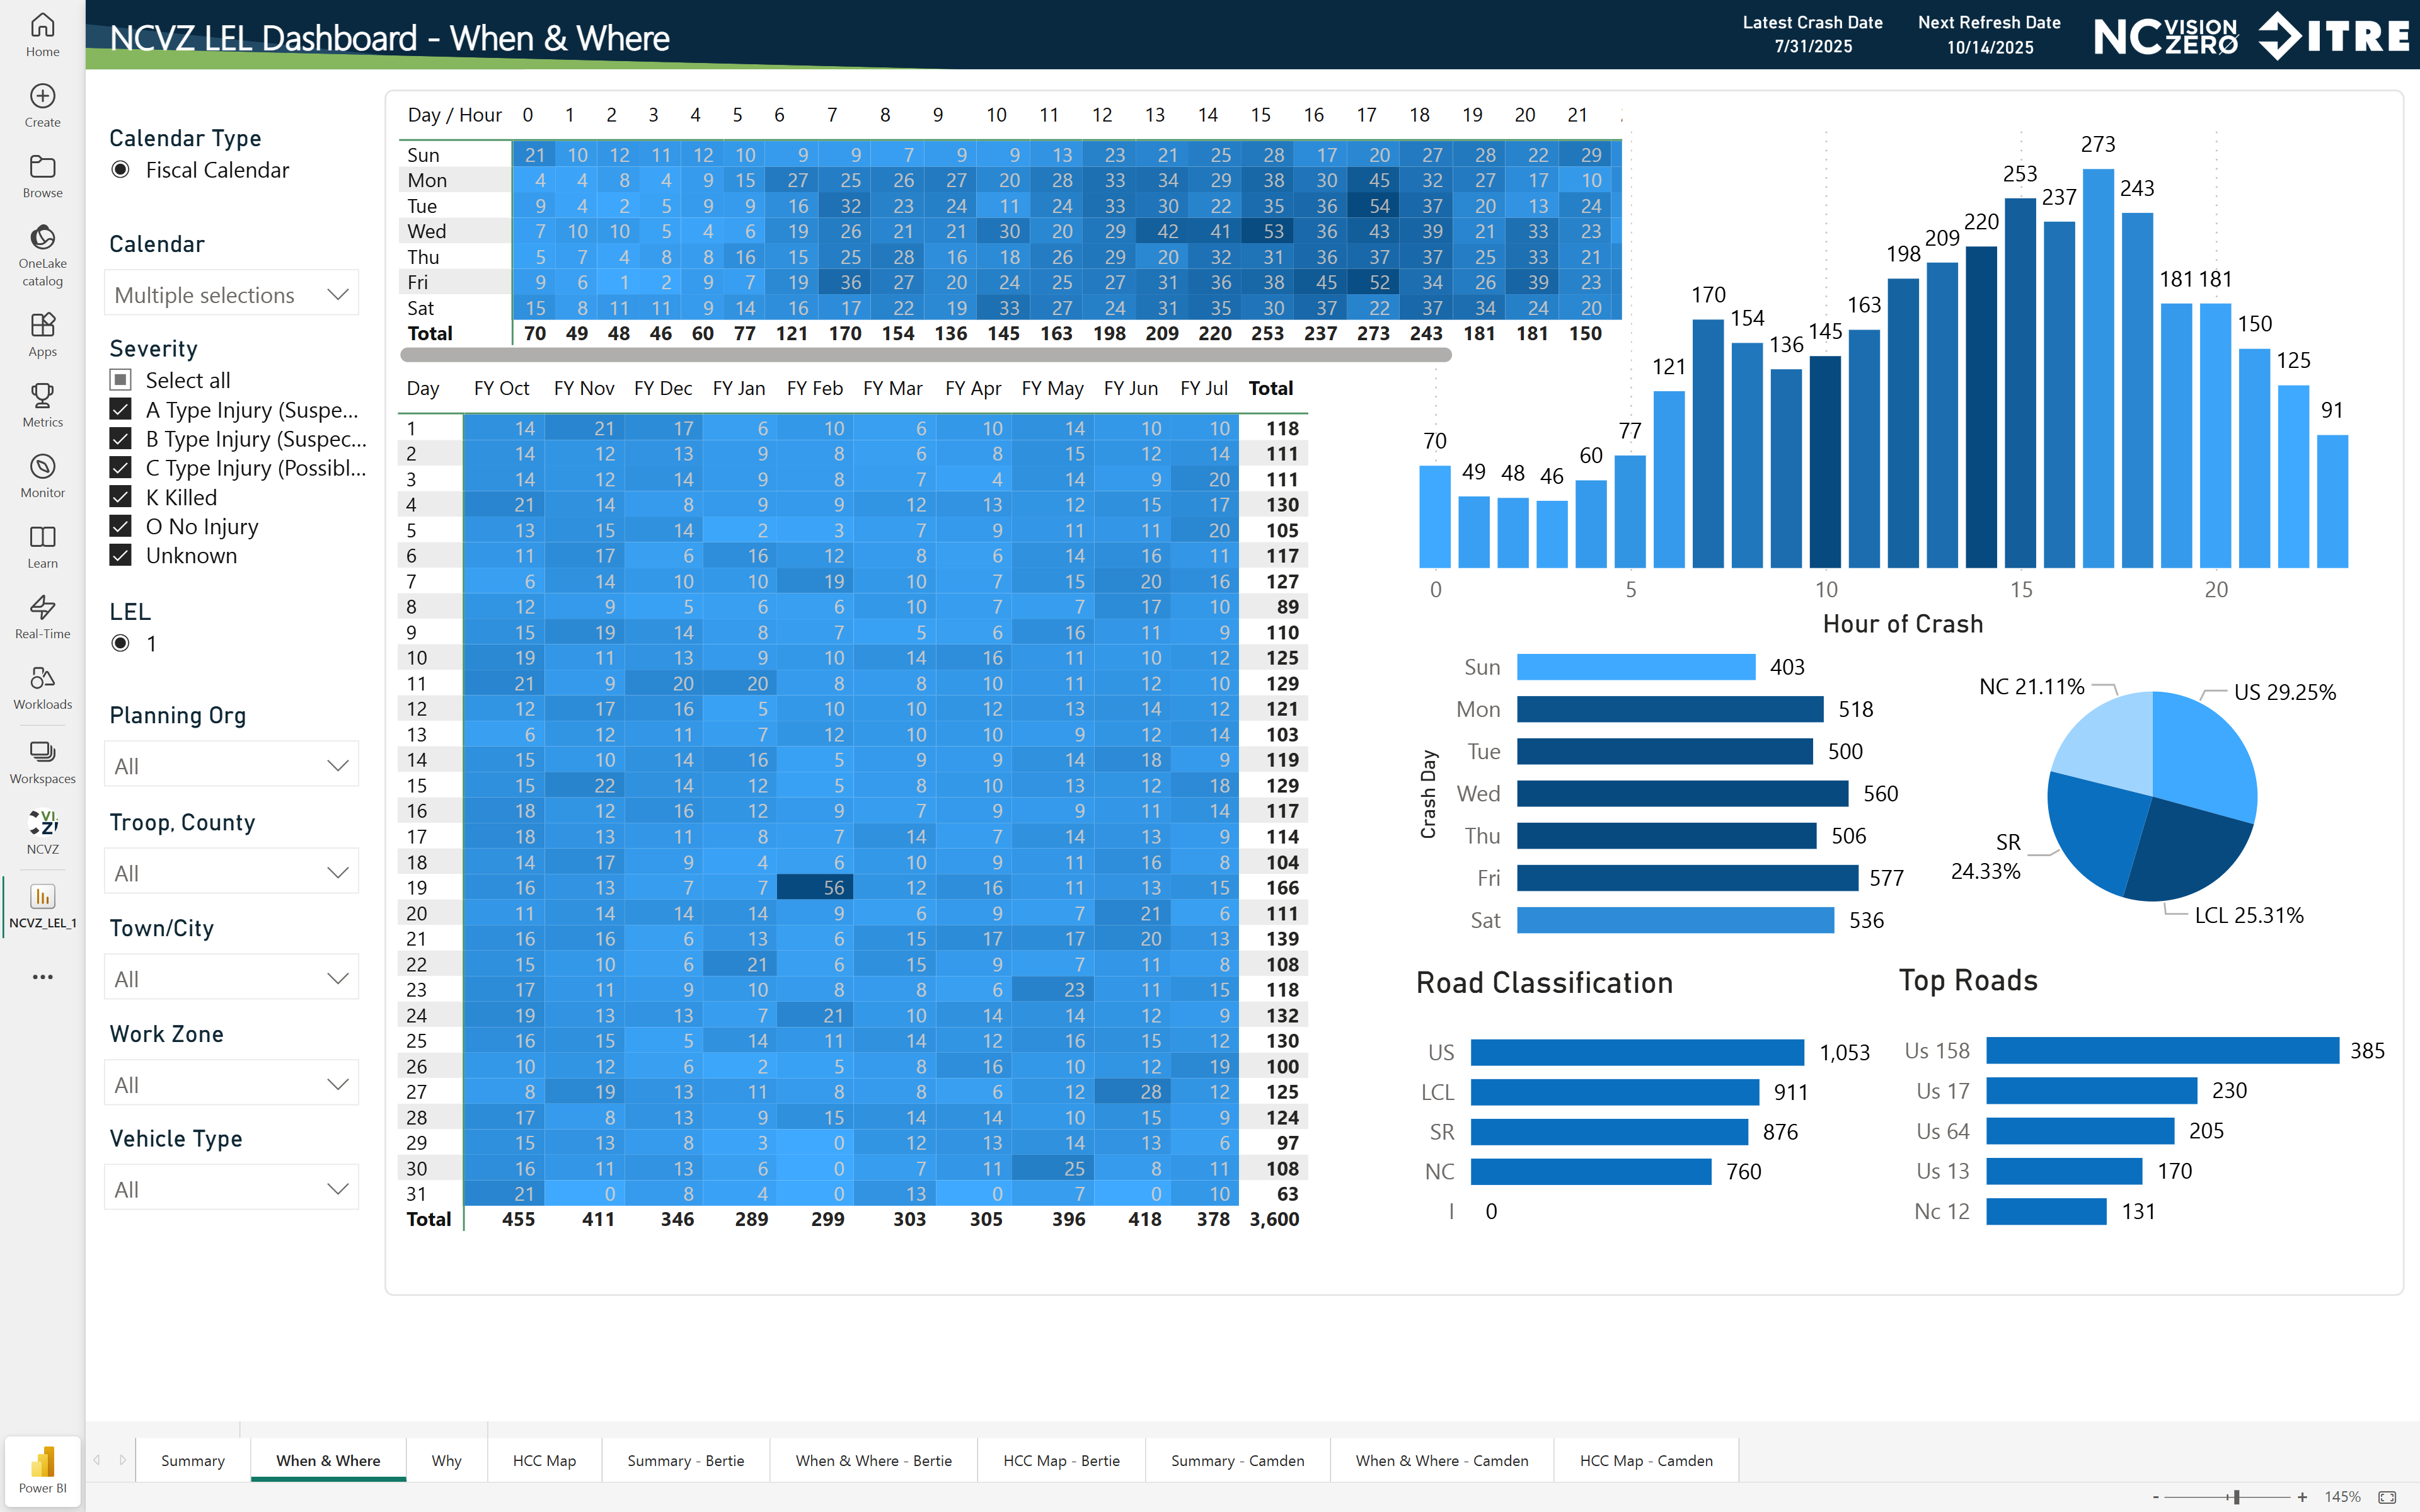 NCVZ LEL Dashboard - When & Where
Latest Crash Date
7/31/2025
Next Refresh Date
10/14/2025
NC VISION ZERO
ITRE
Home
Create
Browse
OneLake
catalog
Apps
Metrics
Monitor
Learn
Real-Time
Workloads
Workspaces
NCVZ
NCVZ_LEL_1
Power BI
Calendar Type
Fiscal Calendar
Calendar
Multiple selections
Severity
Select all
A Type Injury (Suspe...
B Type Injury (Suspec...
C Type Injury (Possibl...
K Killed
O No Injury
Unknown
LEL
1
Planning Org
All
Troop, County
All
Town/City
All
Work Zone
All
Vehicle Type
All
Day / Hour 0 1 2 3 4 5 6 7 8 9 10 11 12 13 14 15 16 17 18 19 20 21
Sun 21 10 12 11 12 10 9 9 7 9 9 13 23 21 25 28 17 20 27 28 22 29
Mon 4 4 8 4 9 15 27 25 26 27 20 28 33 34 29 38 30 45 32 27 17 10
Tue 9 4 2 5 9 9 16 32 23 24 11 24 33 30 22 35 36 54 37 20 13 24
Wed 7 10 10 5 4 6 19 26 21 21 30 20 29 42 41 53 36 43 39 21 33 23
Thu 5 7 4 8 8 16 15 25 28 16 18 26 29 20 32 31 36 37 37 25 33 21
Fri 9 6 1 2 9 7 19 36 27 20 24 25 27 31 36 38 45 52 34 26 39 23
Sat 15 8 11 11 9 14 16 17 22 19 33 27 24 31 35 30 37 22 37 34 24 20
Total 70 49 48 46 60 77 121 170 154 136 145 163 198 209 220 253 237 273 243 181 181 150
Day FY Oct FY Nov FY Dec FY Jan FY Feb FY Mar FY Apr FY May FY Jun FY Jul Total
1 14 21 17 6 10 6 10 14 10 10 118
2 14 12 13 9 8 6 8 15 12 14 111
3 14 12 14 9 8 7 4 14 9 20 111
4 21 14 8 9 9 12 13 12 15 17 130
5 13 15 14 2 3 7 9 11 11 20 105
6 11 17 6 16 12 8 6 14 16 11 117
7 6 14 10 10 19 10 7 15 20 16 127
8 12 9 5 6 6 10 7 7 17 10 89
9 15 19 14 8 7 5 6 16 11 9 110
10 19 11 13 9 10 14 16 11 10 12 125
11 21 9 20 20 8 8 10 11 12 10 129
12 12 17 16 5 10 10 12 13 14 12 121
13 6 12 11 7 12 10 10 9 12 14 103
14 15 10 14 16 5 9 9 14 18 9 119
15 15 22 14 12 5 8 10 13 12 18 129
16 18 12 16 12 9 7 9 9 11 14 117
17 18 13 11 8 7 14 7 14 13 9 114
18 14 17 9 4 6 10 9 11 16 8 104
19 16 13 7 7 56 12 16 11 13 15 166
20 11 14 14 14 9 6 9 7 21 6 111
21 16 16 6 13 6 15 17 17 20 13 139
22 15 10 6 21 6 15 9 7 11 8 108
23 17 11 9 10 8 8 6 23 11 15 118
24 19 13 13 7 21 10 14 14 12 9 132
25 16 15 5 14 11 14 12 16 15 12 130
26 10 12 6 2 5 8 16 10 12 19 100
27 8 19 13 11 8 8 6 12 28 12 125
28 17 8 13 9 15 14 14 10 15 9 124
29 15 13 8 3 0 12 13 14 13 6 97
30 16 11 13 6 0 7 11 25 8 11 108
31 21 0 8 4 0 13 0 7 0 10 63
Total 455 411 346 289 299 303 305 396 418 378 3,600
70 49 48 46 60 77 121 170 154 136 145 163 198 209 220 253 237 273 243 181 181 150 125 91
0 5 10 15 20
Hour of Crash
Crash Day
Sun 403
Mon 518
Tue 500
Wed 560
Thu 506
Fri 577
Sat 536
NC 21.11%
US 29.25%
SR
24.33%
LCL 25.31%
Road Classification
US 1,053
LCL 911
SR 876
NC 760
I 0
Top Roads
Us 158 385
Us 17 230
Us 64 205
Us 13 170
Nc 12 131
Summary
When & Where
Why
HCC Map
Summary - Bertie
When & Where - Bertie
HCC Map - Bertie
Summary - Camden
When & Where - Camden
HCC Map - Camden
- + 145%